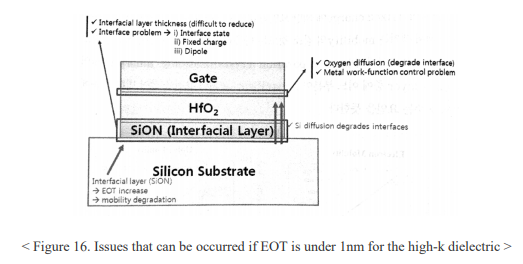 ✓ Interfacial layer thickness (difficult to reduce)
✓ Interface problem → i) Interface state
ii) Fixed charge
iii) Dipole
✓ Oxygen diffusion (degrade interface)
✓ Metal work-function control problem
Gate
HfO₂
SiON (Interfacial Layer)
✓ Si diffusion degrades interfaces
Silicon Substrate
Interfacial layer (SiON)
→ EOT increase
→ mobility degradation
< Figure 16. Issues that can be occurred if EOT is under 1nm for the high-k dielectric >